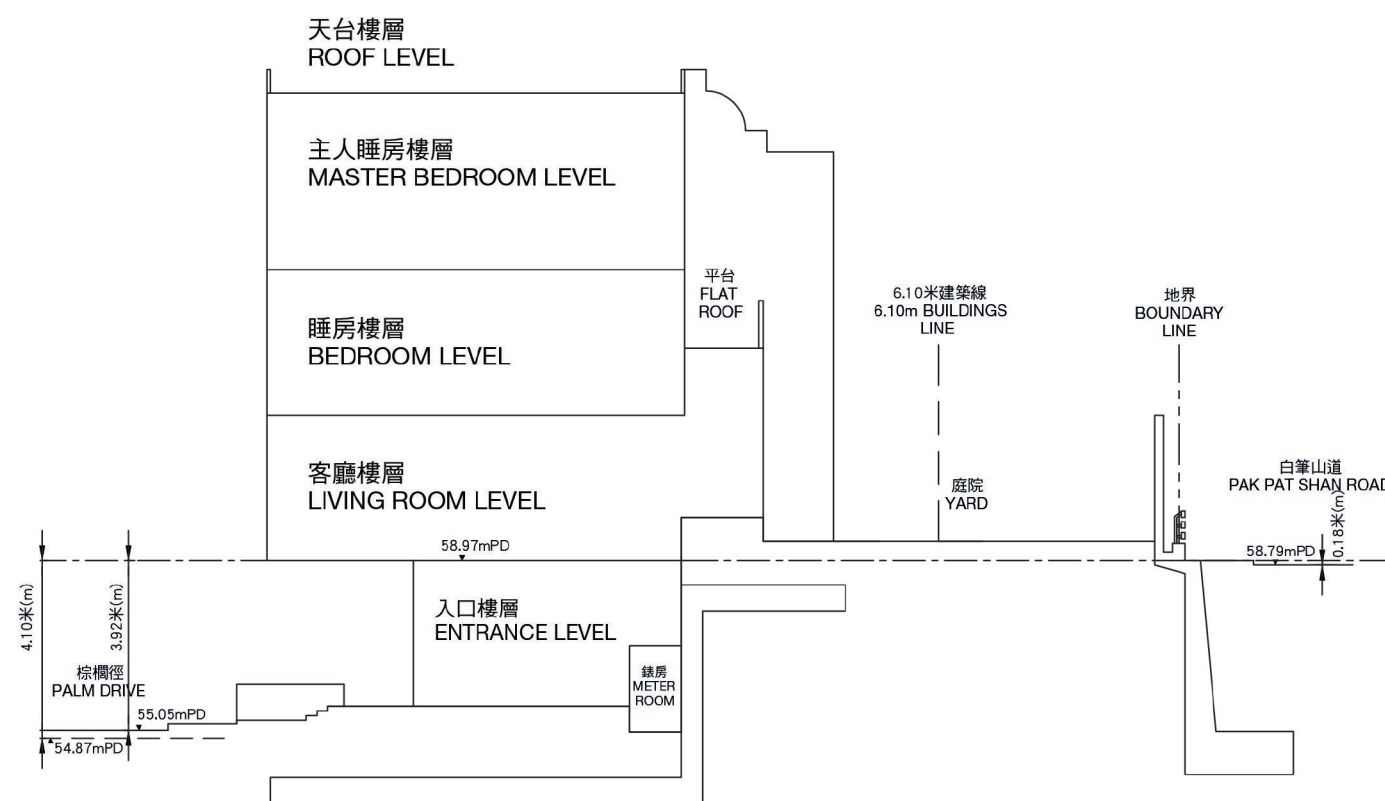 天台樓層
ROOF LEVEL
主人睡房樓層
MASTER BEDROOM LEVEL
平台
FLAT
ROOF
6.10米建築線
6.10m BUILDINGS
LINE
地界
BOUNDARY
LINE
睡房樓層
BEDROOM LEVEL
客廳樓層
LIVING ROOM LEVEL
庭院
YARD
白筆山道
PAK PAT SHAN ROAD
0.18米(m)
58.97mPD
58.79mPD
4.10米(m)
3.92米(m)
入口樓層
ENTRANCE LEVEL
錶房
METER
ROOM
棕櫚徑
PALM DRIVE
55.05mPD
54.87mPD